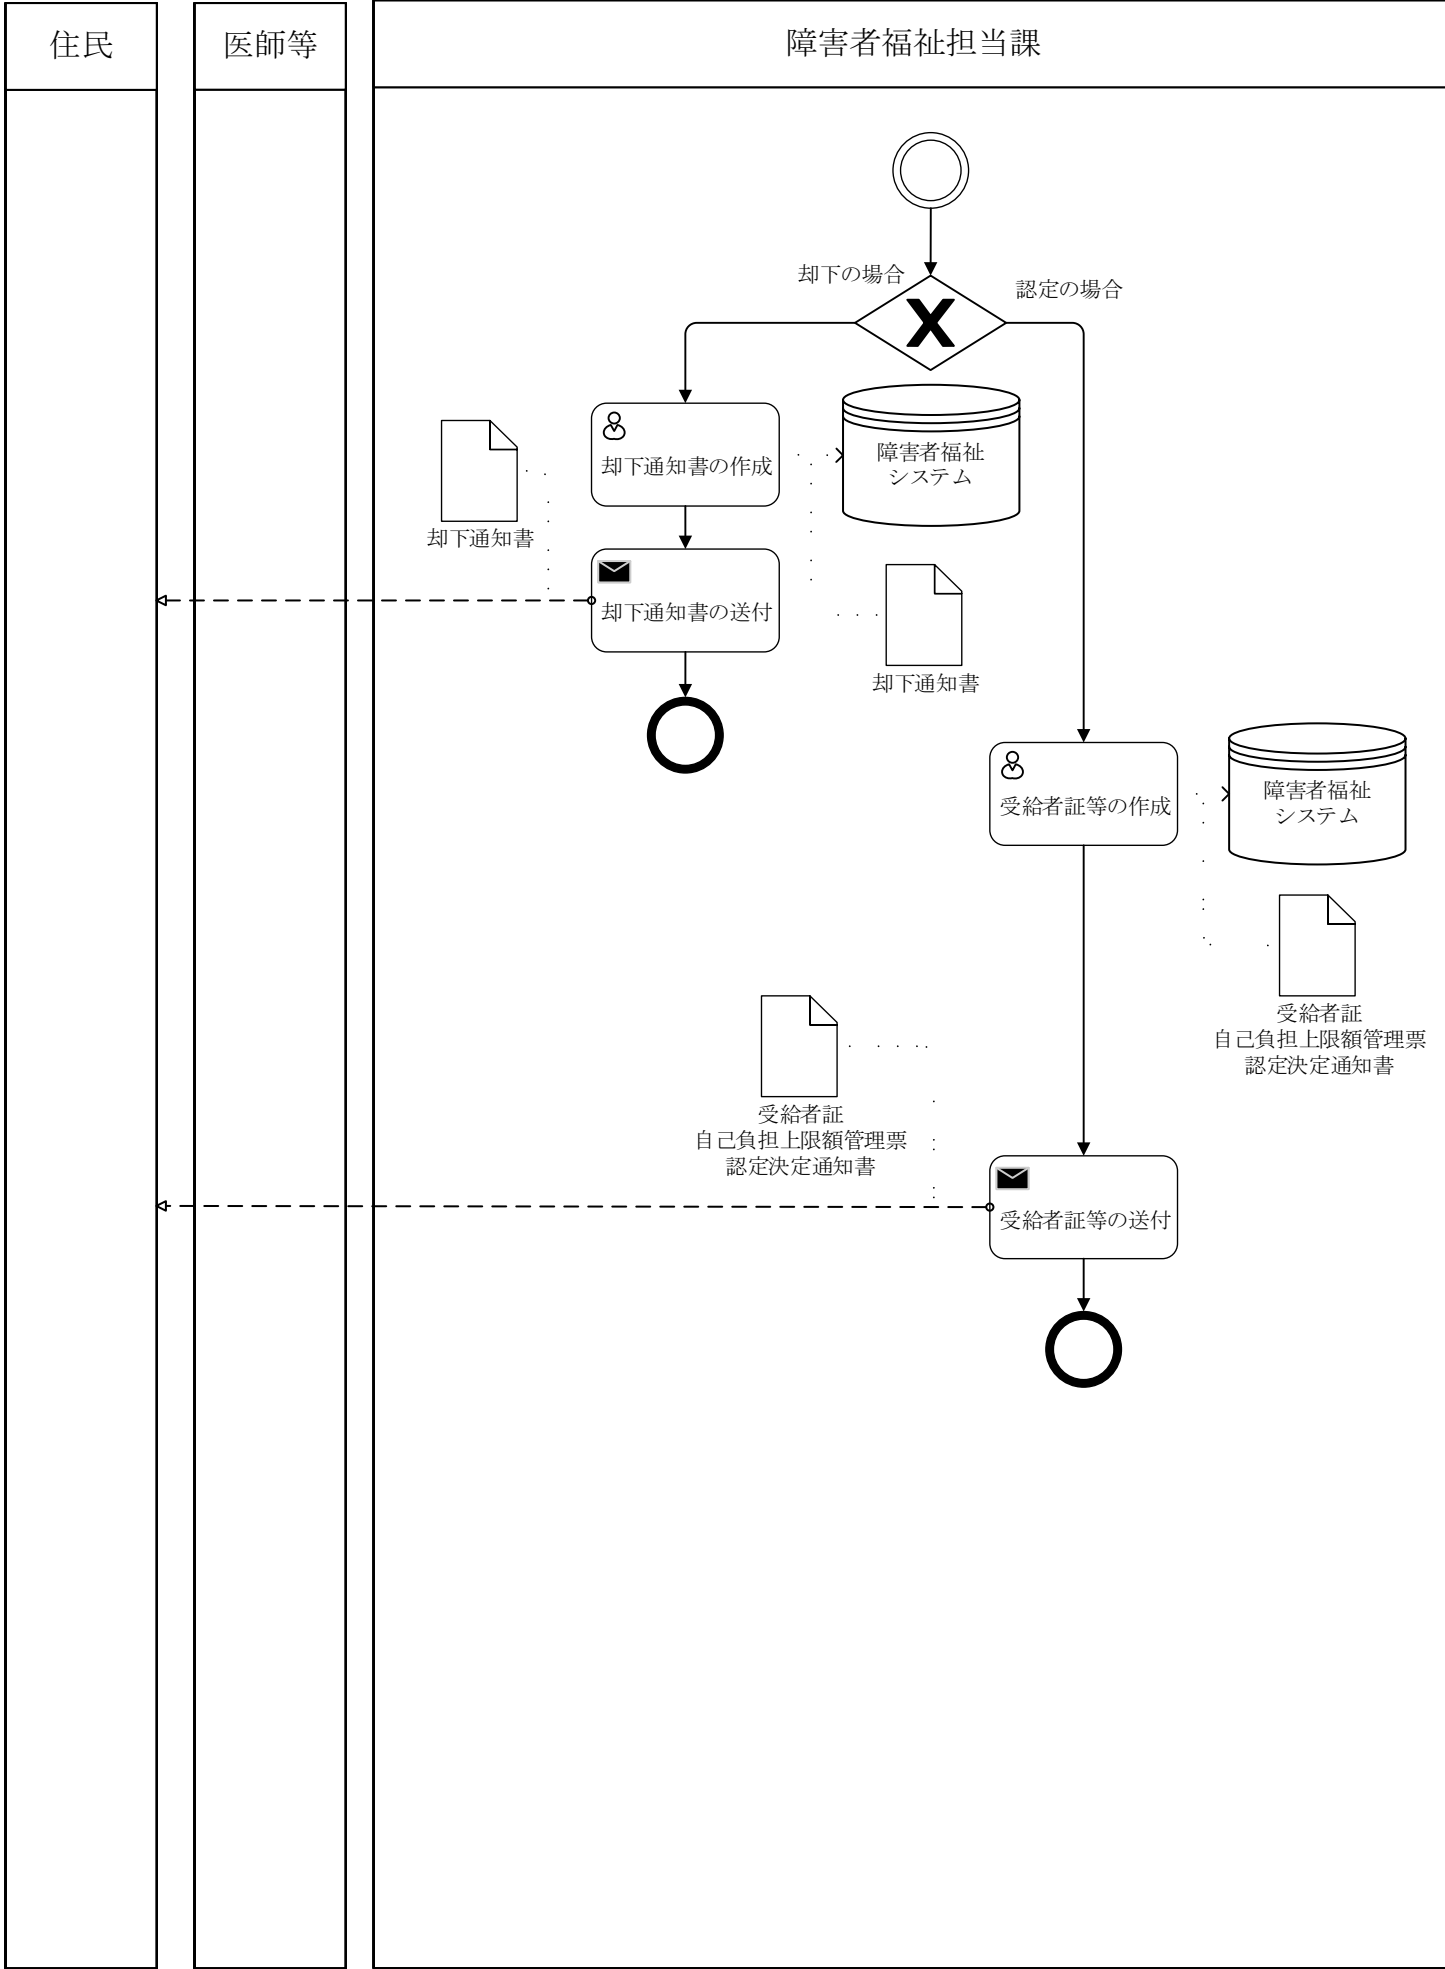 住民
医師等
障害者福祉担当課
却下の場合
認定の場合
却下通知書の作成
障害者福祉
システム
却下通知書
却下通知書の送付
却下通知書
受給者証等の作成
障害者福祉
システム
受給者証
自己負担上限額管理票
認定決定通知書
受給者証
自己負担上限額管理票
認定決定通知書
受給者証等の送付